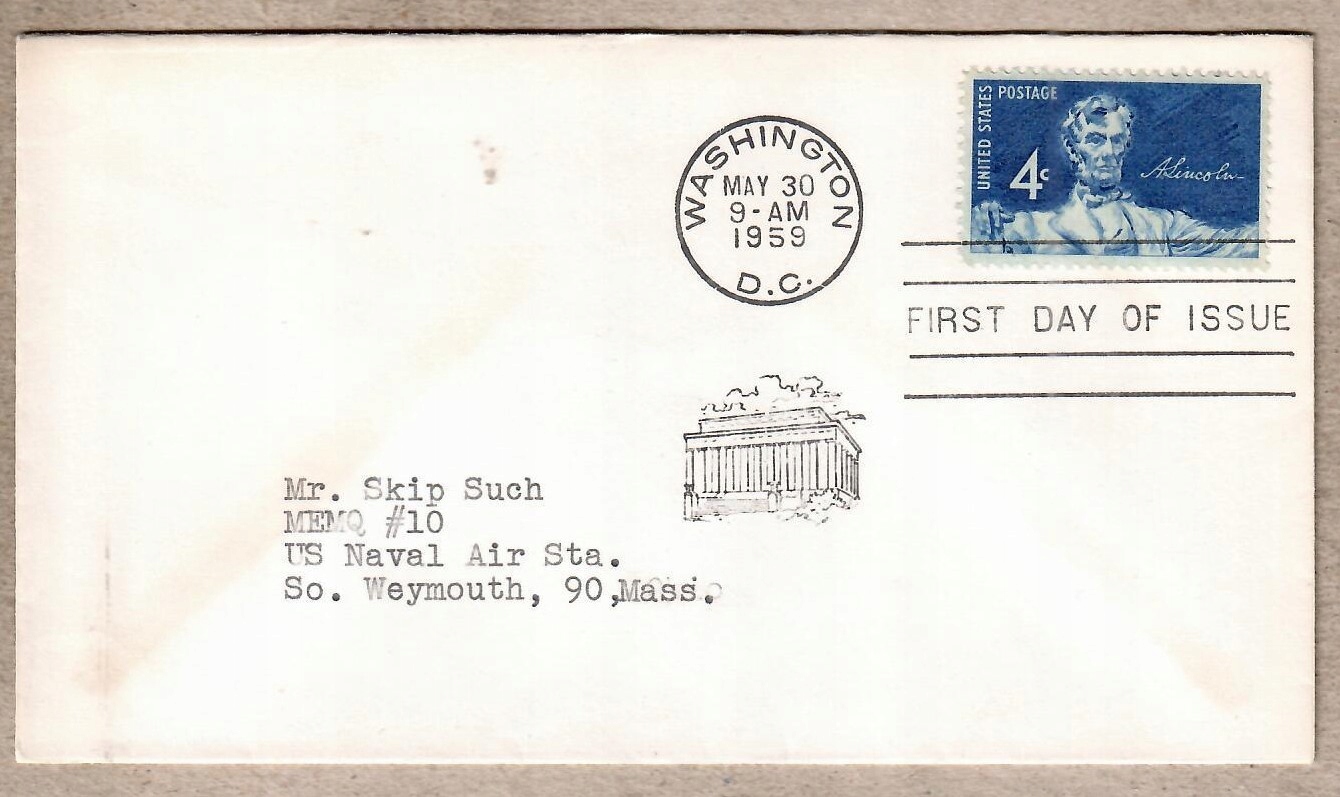 UNITED STATES POSTAGE
4c
A. Lincoln
WASHINGTON
MAY 30
9-AM
1959
D.C.
FIRST DAY OF ISSUE
Mr. Skip Such
MEMQ #10
US Naval Air Sta.
So. Weymouth, 90,Mass.